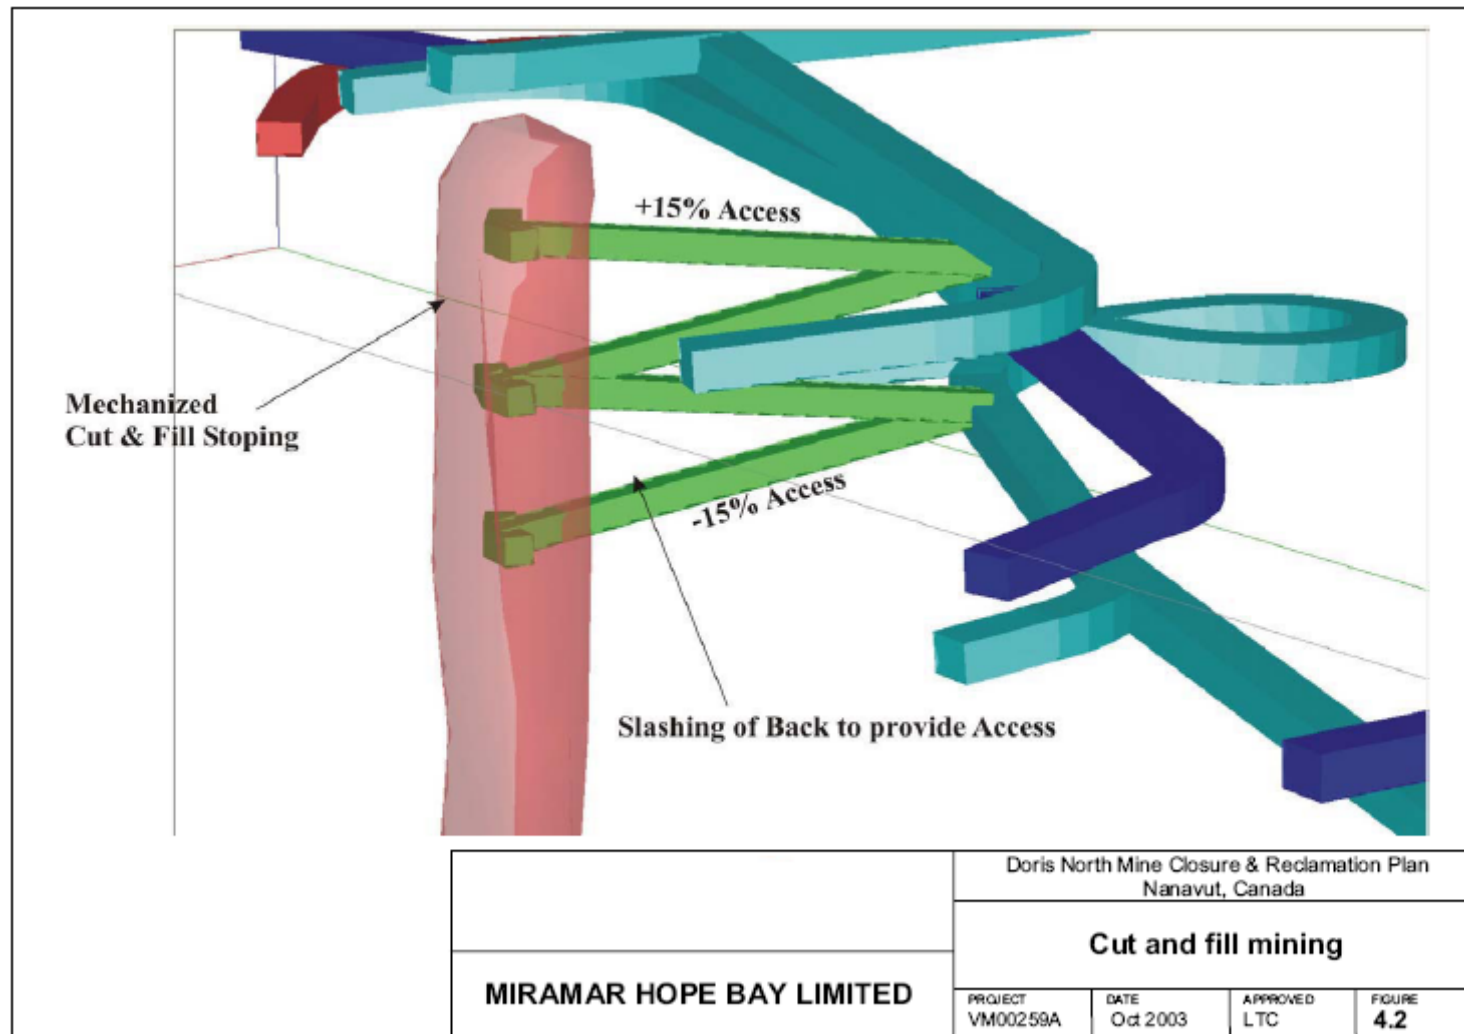 +15% Access
Mechanized
Cut & Fill Stoping
-15% Access
Slashing of Back to provide Access
Doris North Mine Closure & Reclamation Plan
Nanavut, Canada
Cut and fill mining
MIRAMAR HOPE BAY LIMITED
PROJECT
VM00259A
DATE
Oct 2003
APPROVED
LTC
FIGURE
4.2